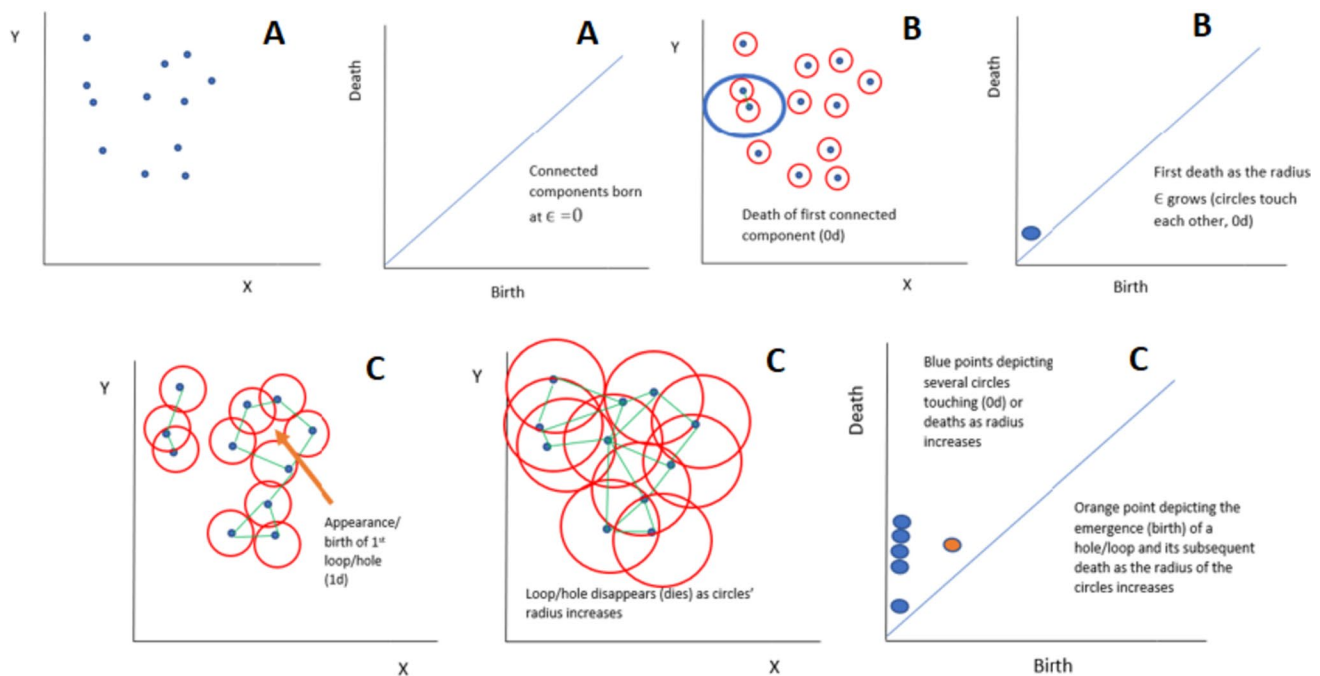 Y
A
X
Death
A
Connected
components born
at ϵ =0
Birth
Y
B
Death of first connected
component (0d)
X
Death
B
First death as the radius
ϵ grows (circles touch
each other, 0d)
Birth
Y
C
Appearance/
birth of 1st
loop/hole
(1d)
X
Y
C
Loop/hole disappears (dies) as circles’
radius increases
X
Death
C
Blue points depicting
several circles
touching (0d) or
deaths as radius
increases
Orange point depicting the
emergence (birth) of a
hole/loop and its subsequent
death as the radius of the
circles increases
Birth